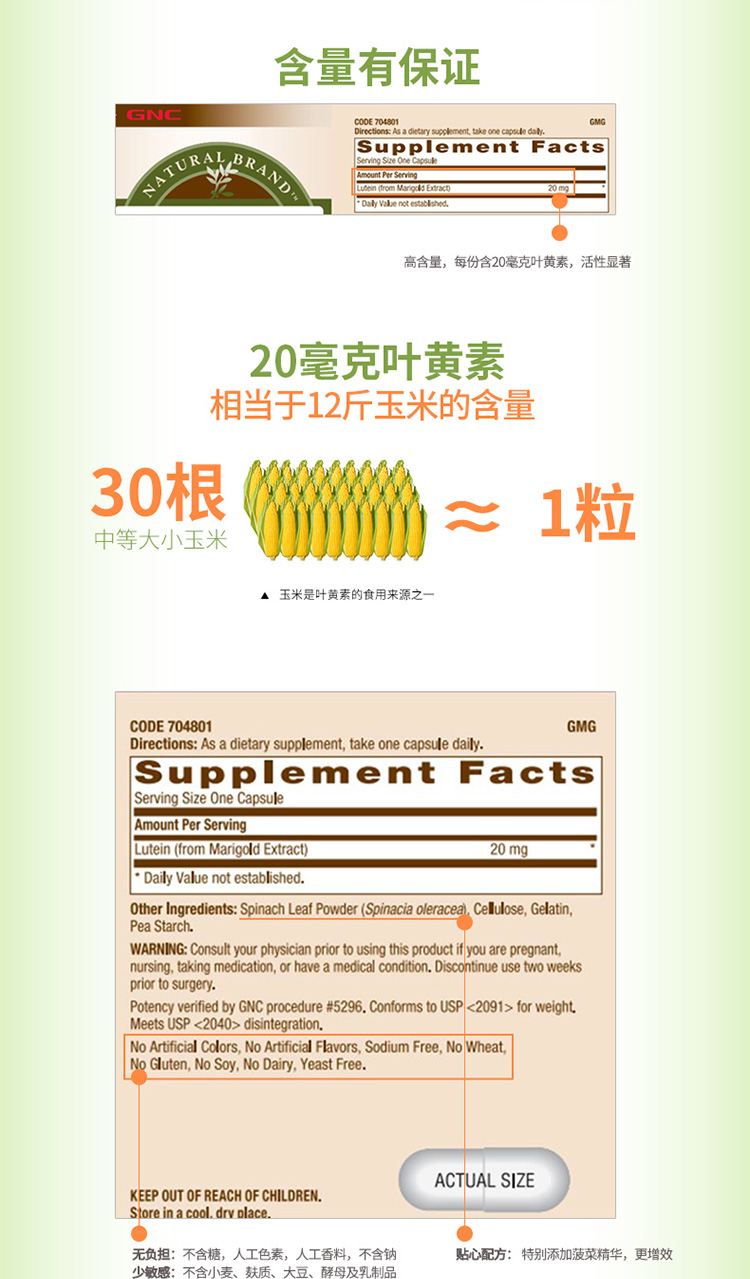 含量有保证
GNC
NATURAL BRAND™
CODE 704801 GMG
Directions: As a dietary supplement, take one capsule daily.
Supplement Facts
Serving Size One Capsule
Amount Per Serving
Lutein (from Marigold Extract) 20 mg *
* Daily Value not established.
高含量，每份含20毫克叶黄素，活性显著
20毫克叶黄素
相当于12斤玉米的含量
30根
中等大小玉米
≈ 1粒
▲ 玉米是叶黄素的食用来源之一
CODE 704801 GMG
Directions: As a dietary supplement, take one capsule daily.
Supplement Facts
Serving Size One Capsule
Amount Per Serving
Lutein (from Marigold Extract) 20 mg *
* Daily Value not established.
Other Ingredients: Spinach Leaf Powder (Spinacia oleracea), Cellulose, Gelatin,
Pea Starch.
WARNING: Consult your physician prior to using this product if you are pregnant,
nursing, taking medication, or have a medical condition. Discontinue use two weeks
prior to surgery.
Potency verified by GNC procedure #5296. Conforms to USP <2091> for weight.
Meets USP <2040> disintegration.
No Artificial Colors, No Artificial Flavors, Sodium Free, No Wheat,
No Gluten, No Soy, No Dairy, Yeast Free.
ACTUAL SIZE
KEEP OUT OF REACH OF CHILDREN.
Store in a cool, dry place.
无负担：不含糖，人工色素，人工香料，不含钠
少敏感：不含小麦、麸质、大豆、酵母及乳制品
贴心配方： 特别添加菠菜精华，更增效